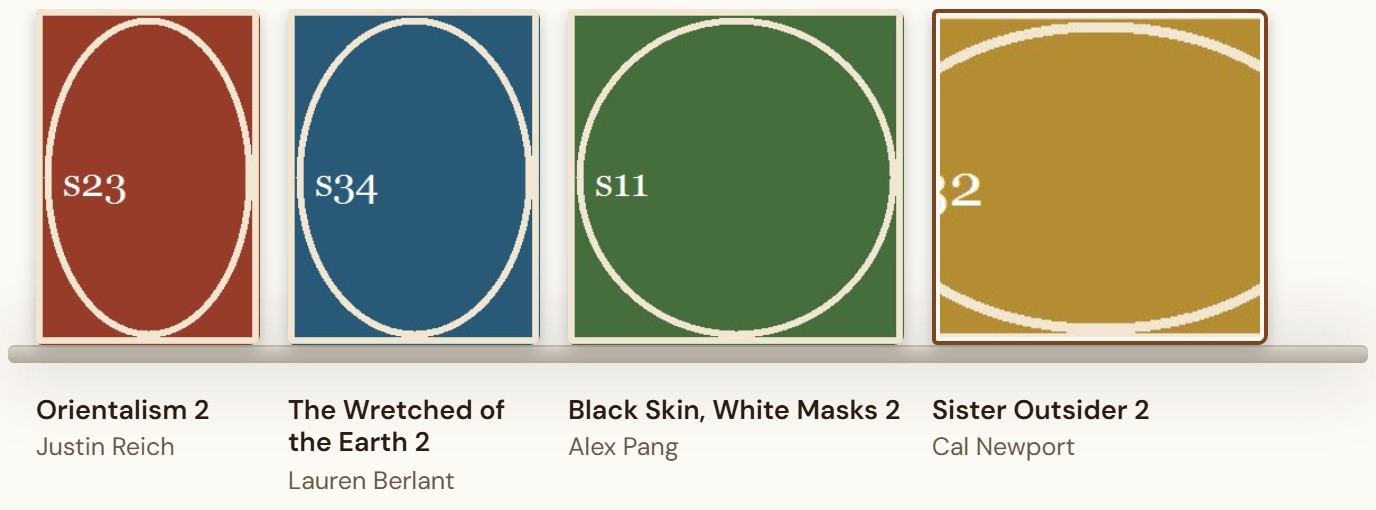 s23
s34
s11
2
Orientalism 2
Justin Reich
The Wretched of
the Earth 2
Lauren Berlant
Black Skin, White Masks 2
Alex Pang
Sister Outsider 2
Cal Newport